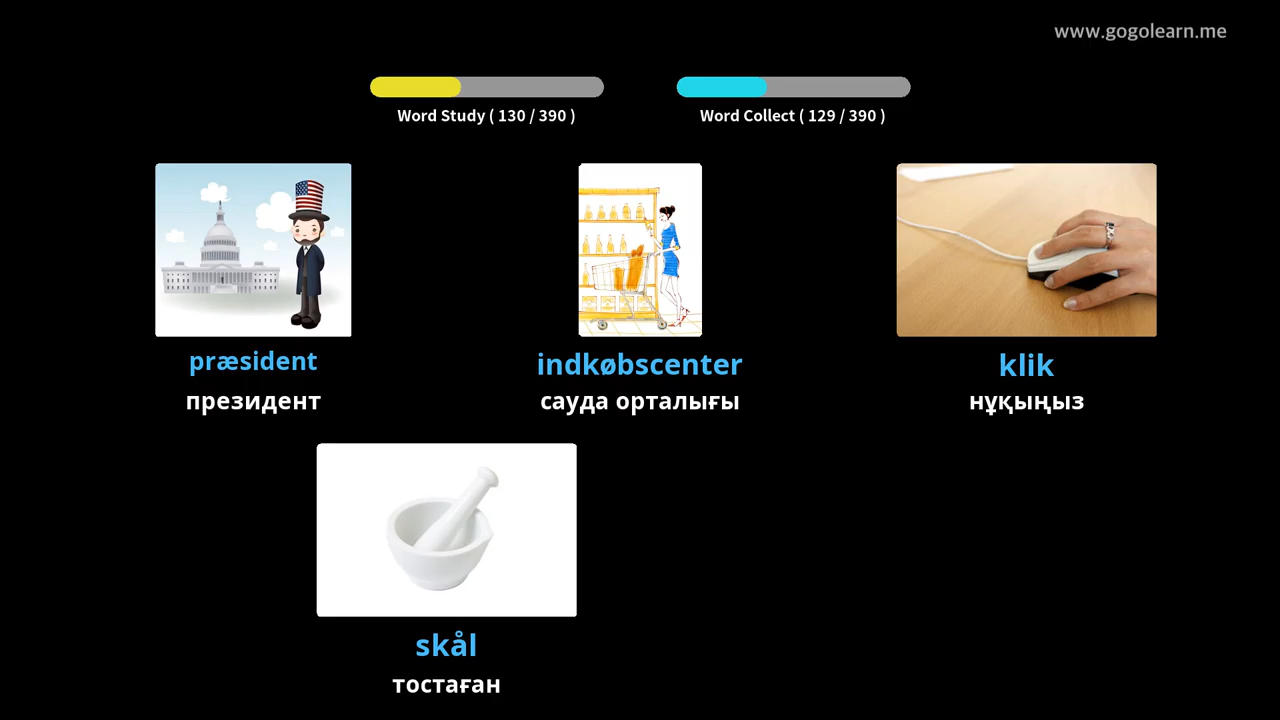 www.gogolearn.me
Word Study ( 130 / 390 )
Word Collect ( 129 / 390 )
præsident
президент
indkøbscenter
сауда орталығы
klik
нұқыңыз
skål
тостаған